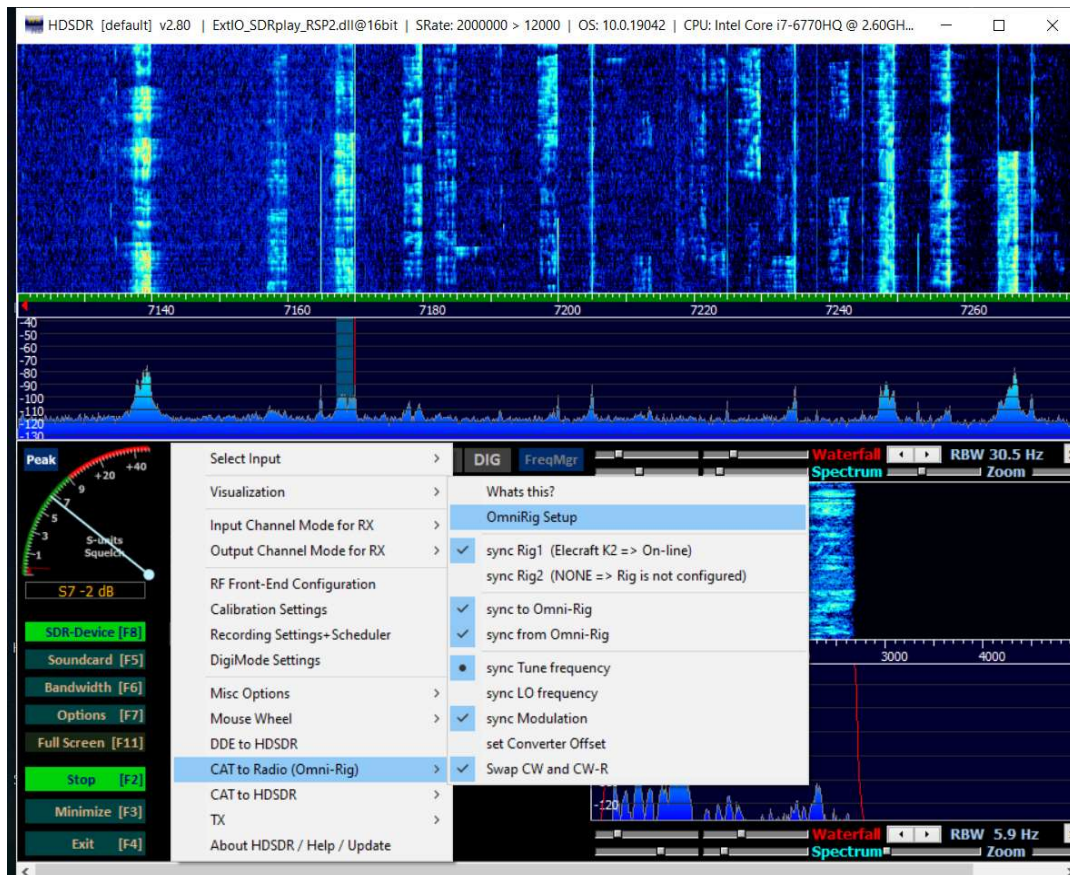 HDSDR [default] v2.80 | ExtIO_SDRplay_RSP2.dll@16bit | SRate: 2000000 > 12000 | OS: 10.0.19042 | CPU: Intel Core i7-6770HQ @ 2.60GH...
7140 7160 7180 7200 7220 7240 7260
-40
-50
-60
-70
-80
-90
-100
-110
-120
-130
Peak
1 3 5 7 9 +20 +40
S-units
Squelch
S7 -2 dB
SDR-Device [F8]
Soundcard [F5]
Bandwidth [F6]
Options [F7]
Full Screen [F11]
Stop [F2]
Minimize [F3]
Exit [F4]
Select Input
Visualization
Input Channel Mode for RX
Output Channel Mode for RX
RF Front-End Configuration
Calibration Settings
Recording Settings+Scheduler
DigiMode Settings
Misc Options
Mouse Wheel
DDE to HDSDR
CAT to Radio (Omni-Rig)
CAT to HDSDR
TX
About HDSDR / Help / Update
DIG FreqMgr
Waterfall RBW 30.5 Hz
Spectrum Zoom
Whats this?
OmniRig Setup
sync Rig1 (Elecraft K2 => On-line)
sync Rig2 (NONE => Rig is not configured)
sync to Omni-Rig
sync from Omni-Rig
sync Tune frequency
sync LO frequency
sync Modulation
set Converter Offset
Swap CW and CW-R
3000 4000
-120
Waterfall RBW 5.9 Hz
Spectrum Zoom